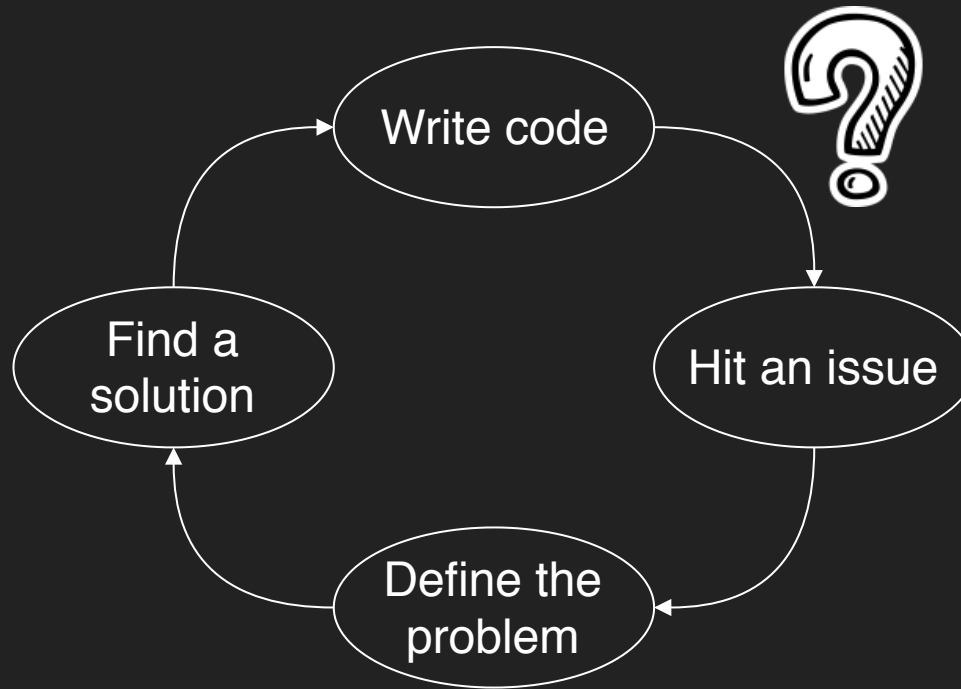 Write code
Hit an issue
Define the
problem
Find a
solution